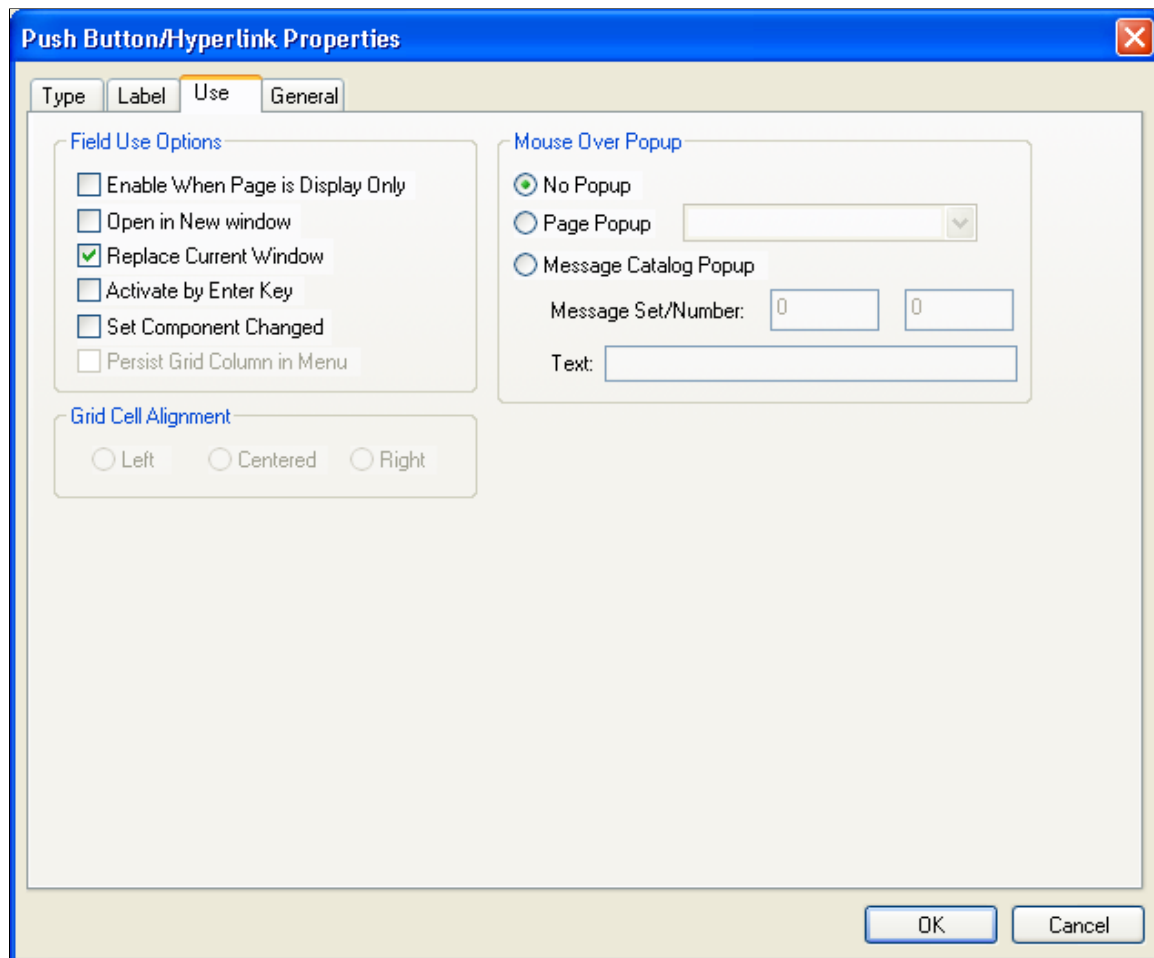 Push Button/Hyperlink Properties
Type Label Use General
Field Use Options
Enable When Page is Display Only
Open in New window
Replace Current Window
Activate by Enter Key
Set Component Changed
Persist Grid Column in Menu
Grid Cell Alignment
Left Centered Right
Mouse Over Popup
No Popup
Page Popup
Message Catalog Popup
Message Set/Number: 0 0
Text:
OK Cancel